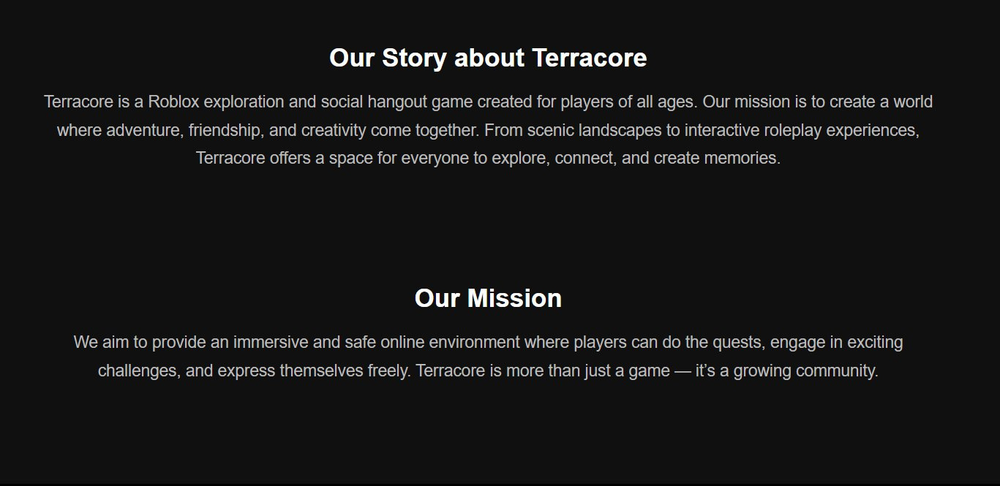 Our Story about Terracore
Terracore is a Roblox exploration and social hangout game created for players of all ages. Our mission is to create a world
where adventure, friendship, and creativity come together. From scenic landscapes to interactive roleplay experiences,
Terracore offers a space for everyone to explore, connect, and create memories.
Our Mission
We aim to provide an immersive and safe online environment where players can do the quests, engage in exciting
challenges, and express themselves freely. Terracore is more than just a game — it’s a growing community.